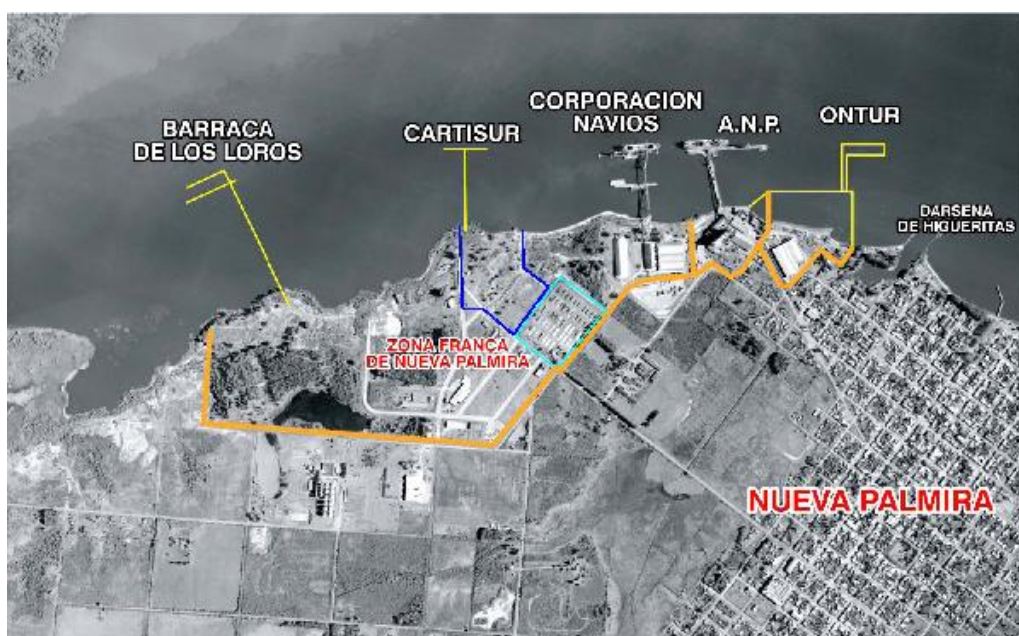 BARRACA
DE LOS LOROS
CARTISUR
CORPORACION
NAVIOS
A.N.P.
ONTUR
DARSENA
DE HIGUERITAS
ZONA FRANCA
DE NUEVA PALMIRA
NUEVA PALMIRA